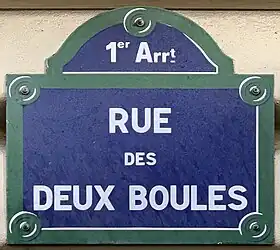 1er Arrt
RUE
DES
DEUX BOULES